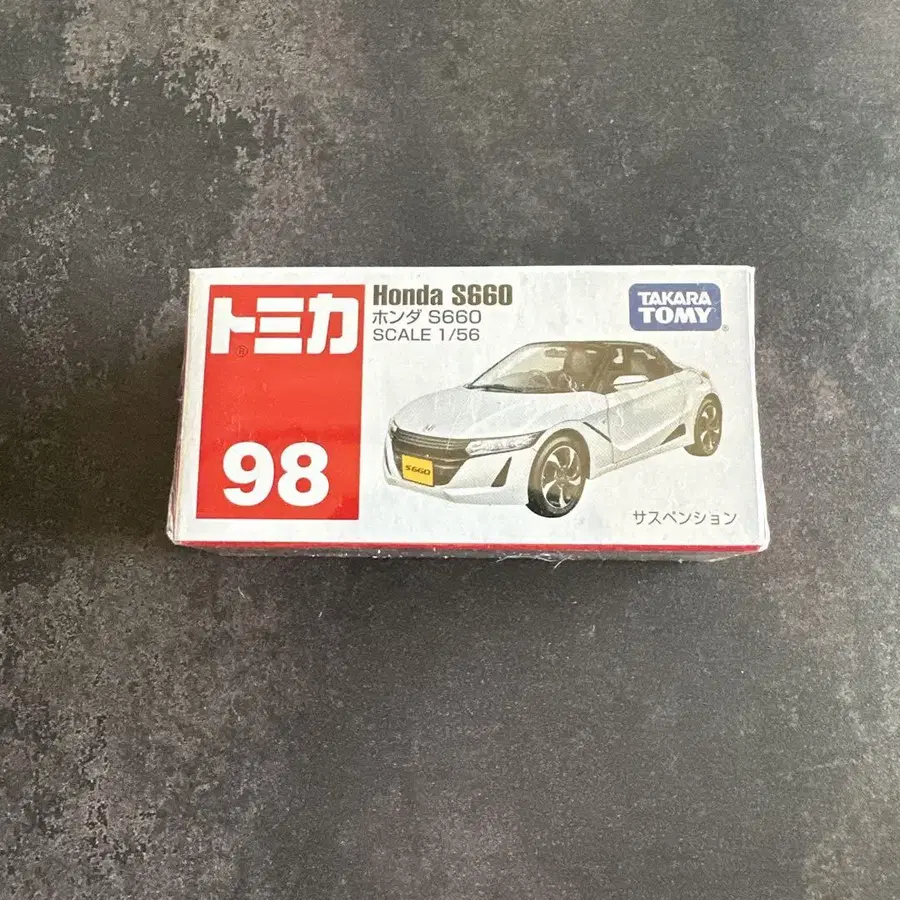 トミカ
98
Honda S660
ホンダ S660
SCALE 1/56
TAKARA
TOMY
S660
サスペンション